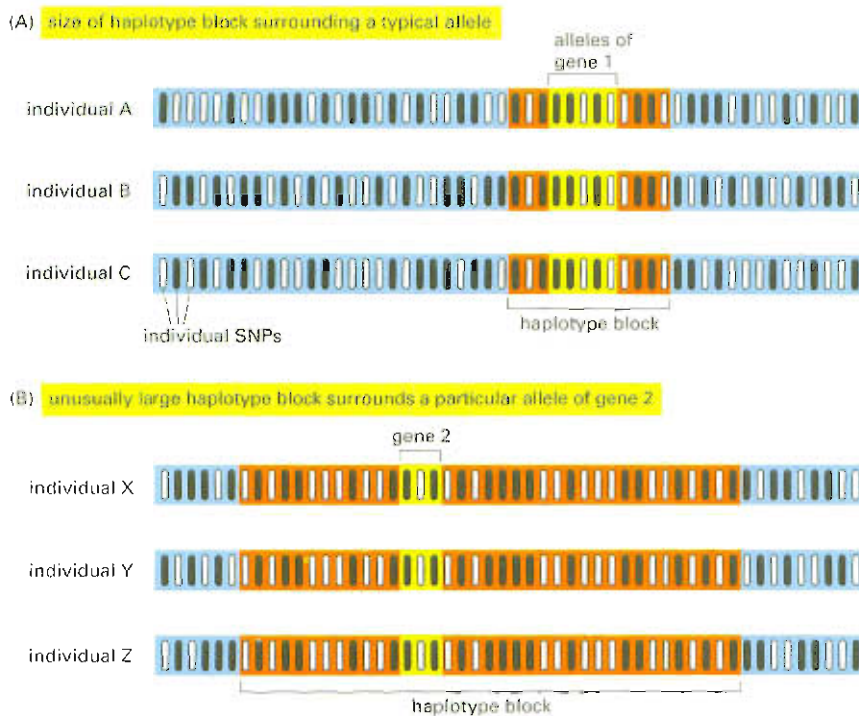 (A) size of haplotype block surrounding a typical allele
alleles of
gene 1
individual A
individual B
individual C
individual SNPs
haplotype block
(B) unusually large haplotype block surrounds a particular allele of gene 2
gene 2
individual X
individual Y
individual Z
haplotype block